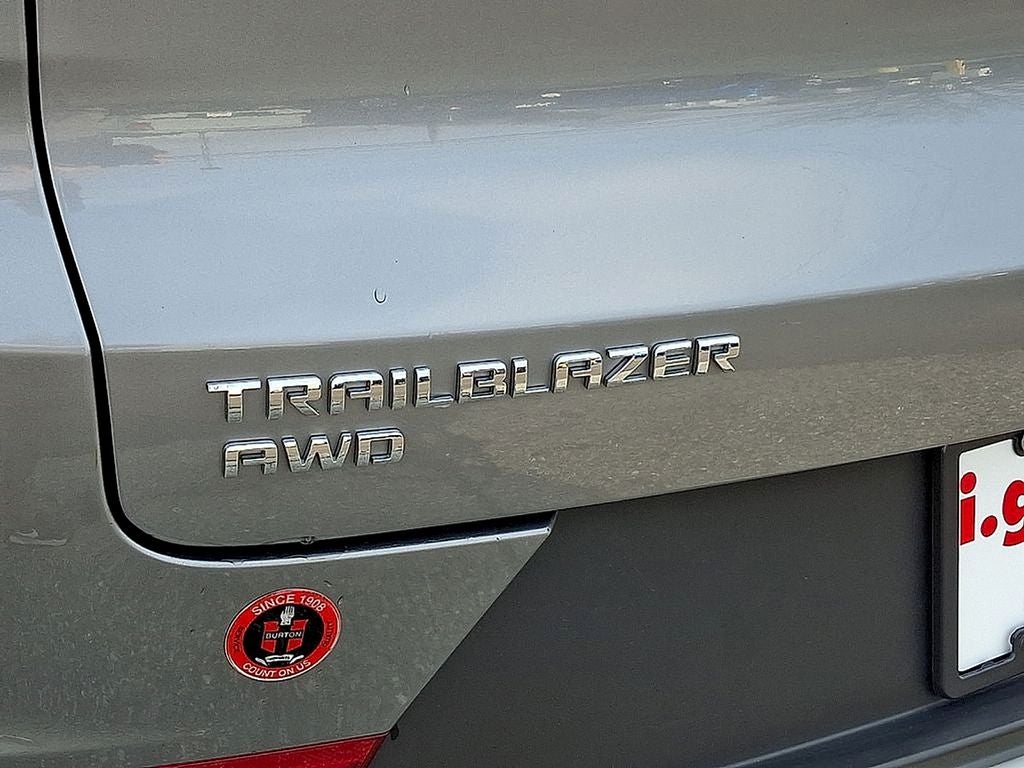 TRAILBLAZER
AWD
SINCE 1908
BURTON
COUNT ON US
i.g